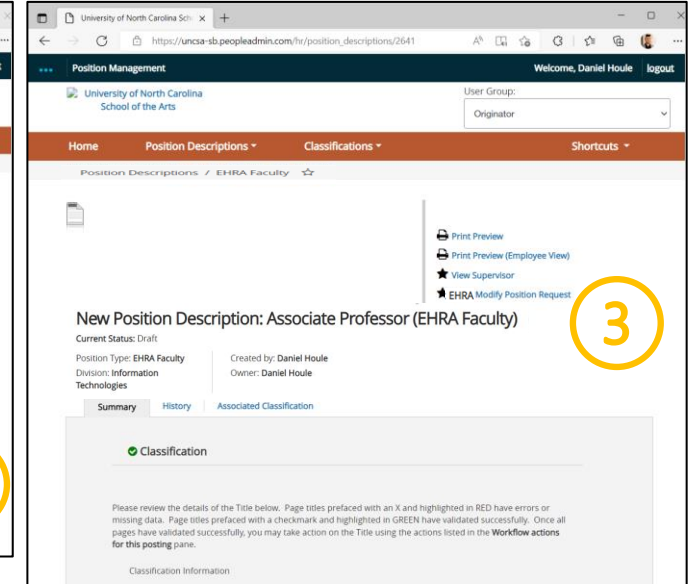 University of North Carolina Sch
https://uncsa-sb.peopleadmin.com/hr/position_descriptions/2641
Position Management
Welcome, Daniel Houle logout
University of North Carolina
School of the Arts
User Group:
Originator
Home Position Descriptions Classifications Shortcuts
Position Descriptions / EHRA Faculty
Print Preview
Print Preview (Employee View)
View Supervisor
EHRA Modify Position Request
3
New Position Description: Associate Professor (EHRA Faculty)
Current Status: Draft
Position Type: EHRA Faculty Created by: Daniel Houle
Division: Information Owner: Daniel Houle
Technologies
Summary History Associated Classification
Classification
Please review the details of the Title below. Page titles prefaced with an X and highlighted in RED have errors or
missing data. Page titles prefaced with a checkmark and highlighted in GREEN have validated successfully. Once all
pages have validated successfully, you may take action on the Title using the actions listed in the Workflow actions
for this posting pane.
Classification Information